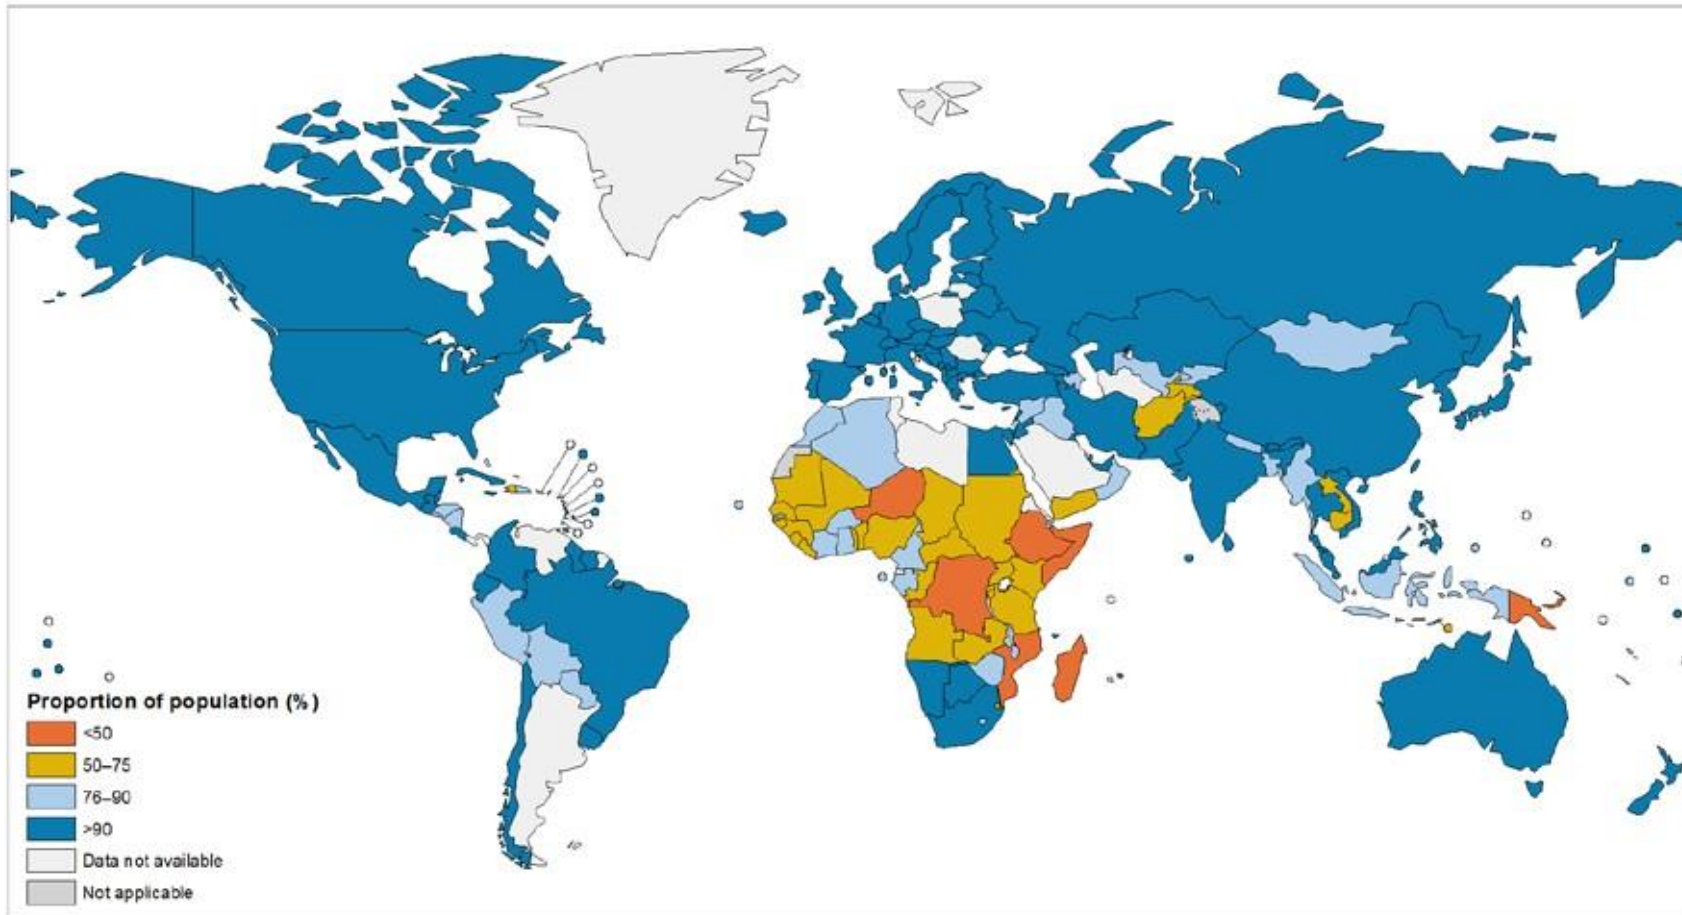 Proportion of population (%)
<50
50–75
76–90
>90
Data not available
Not applicable